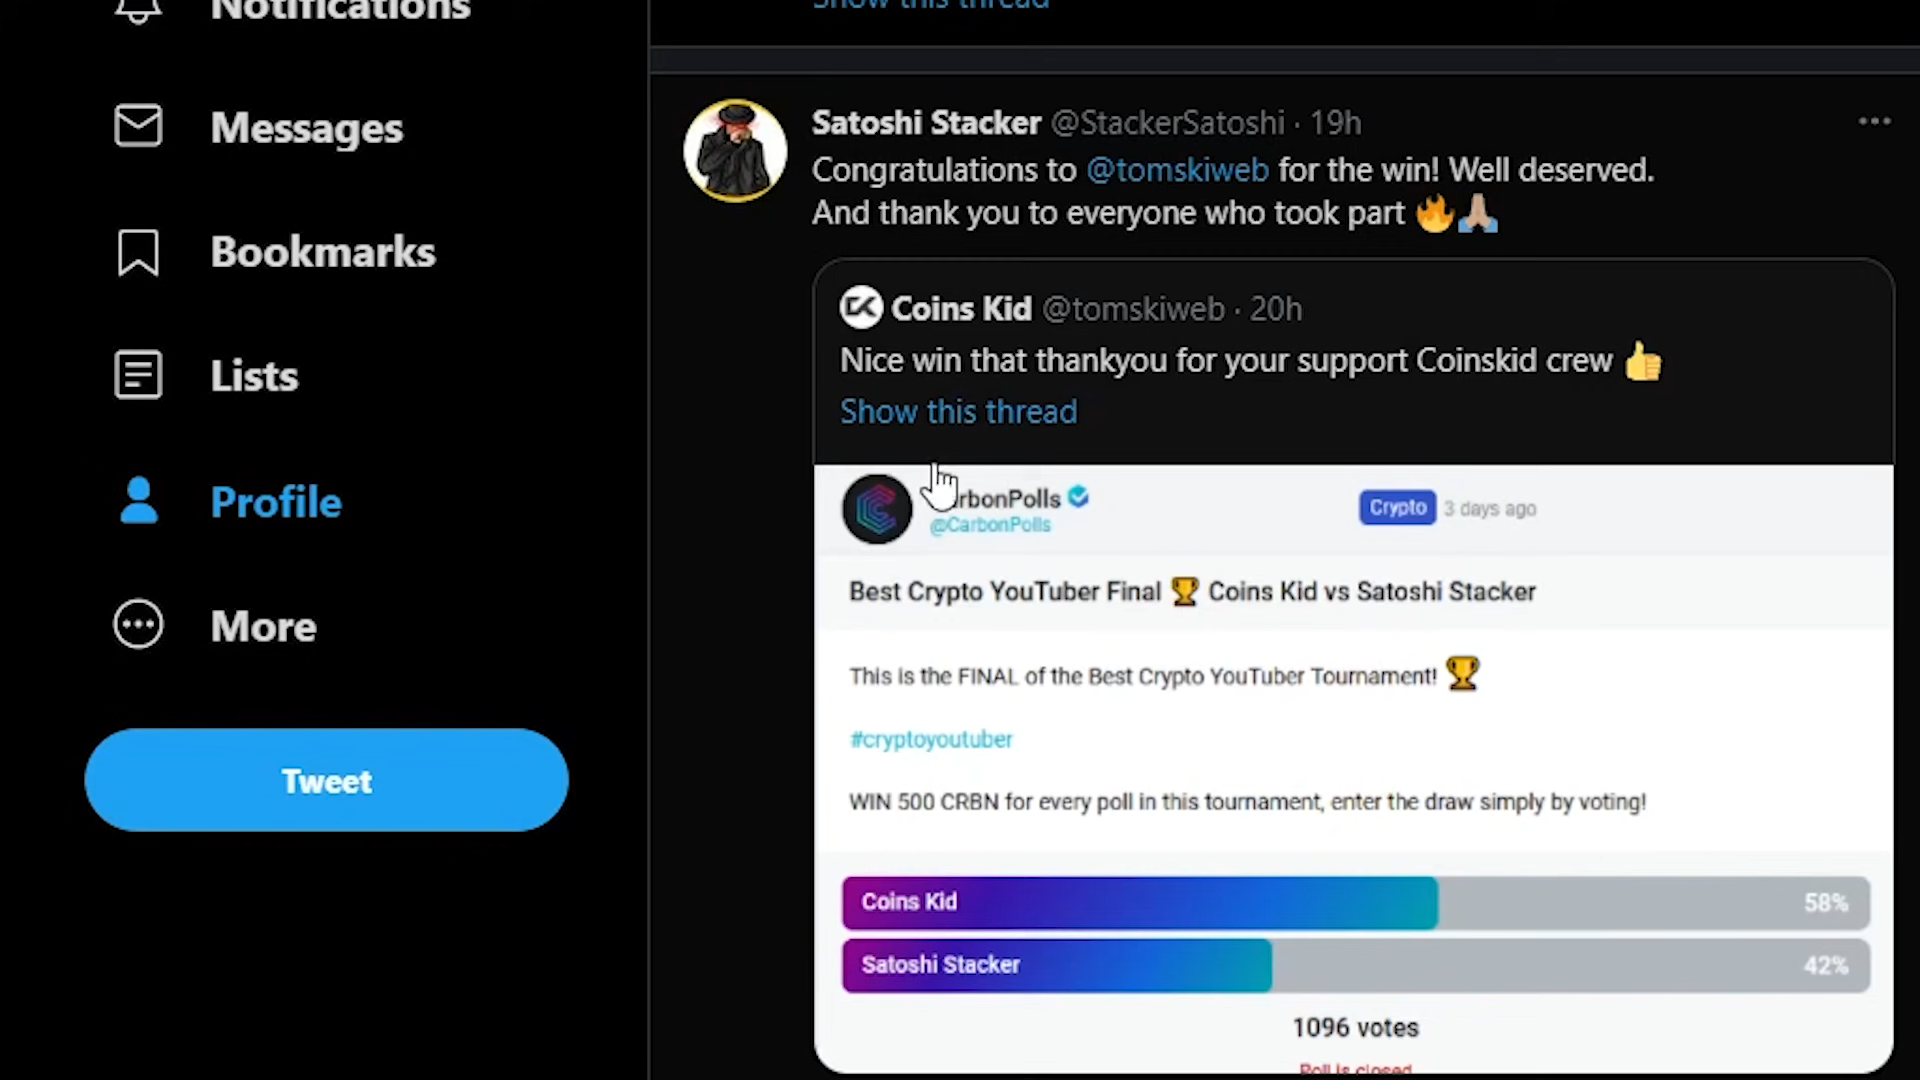 Notifications
Messages
Bookmarks
Lists
Profile
More
Tweet
Show this thread
Satoshi Stacker @StackerSatoshi · 19h
Congratulations to @tomskiweb for the win! Well deserved.
And thank you to everyone who took part 🔥🙏🏼
Coins Kid @tomskiweb · 20h
Nice win that thankyou for your support Coinskid crew 👍
Show this thread
rbonPolls
@CarbonPolls
Crypto 3 days ago
Best Crypto YouTuber Final 🏆 Coins Kid vs Satoshi Stacker
This is the FINAL of the Best Crypto YouTuber Tournament! 🏆
#cryptoyoutuber
WIN 500 CRBN for every poll in this tournament, enter the draw simply by voting!
Coins Kid 58%
Satoshi Stacker 42%
1096 votes
Poll is closed